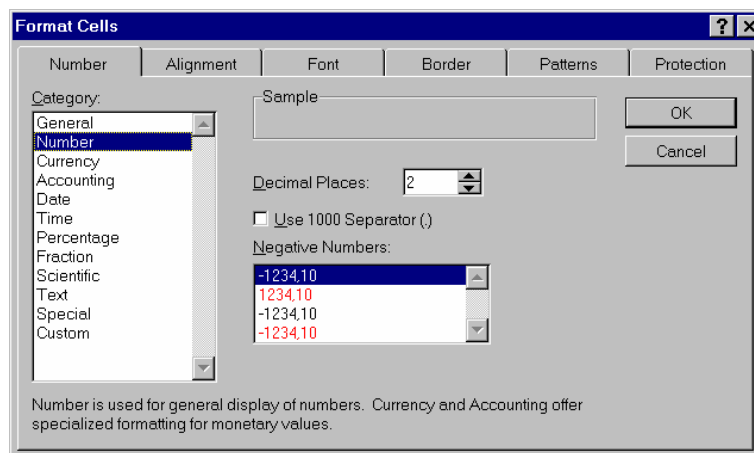 Format Cells
Number Alignment Font Border Patterns Protection
Category:
General
Number
Currency
Accounting
Date
Time
Percentage
Fraction
Scientific
Text
Special
Custom
Sample
Decimal Places: 2
Use 1000 Separator (.)
Negative Numbers:
-1234,10
1234,10
-1234,10
-1234,10
OK
Cancel
Number is used for general display of numbers. Currency and Accounting offer
specialized formatting for monetary values.